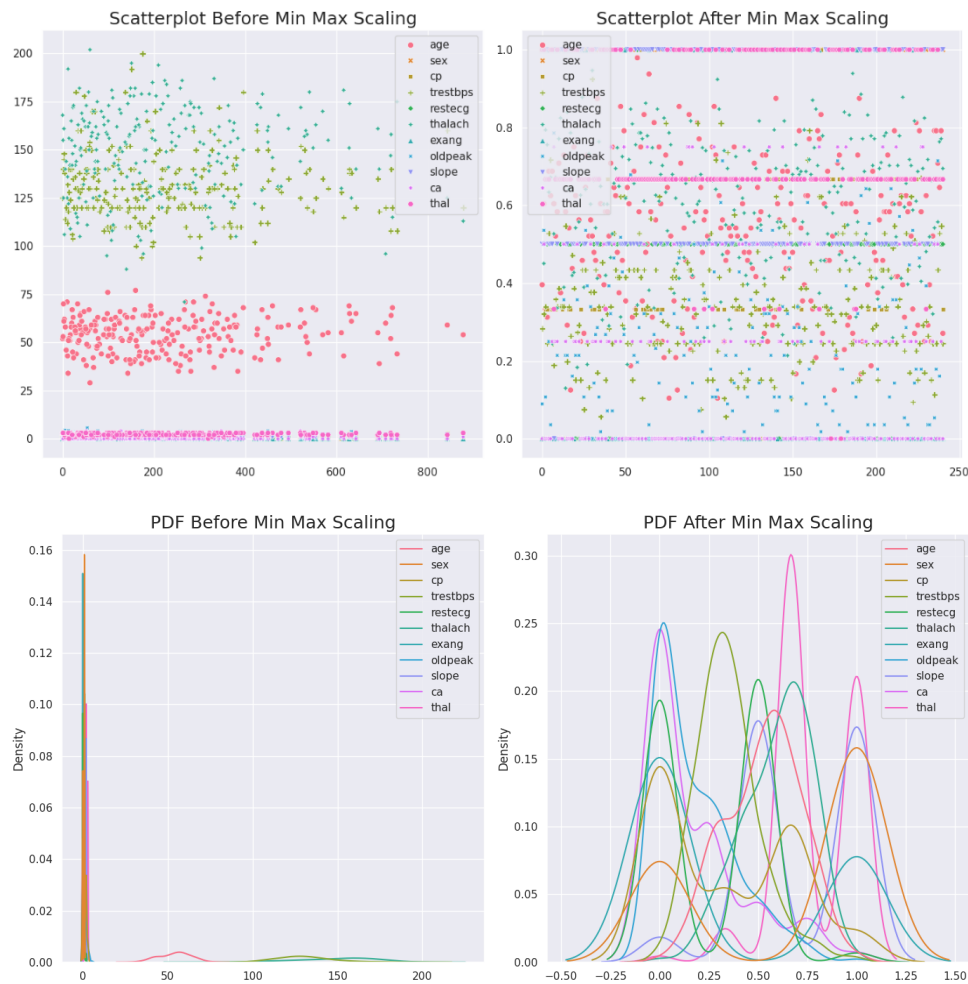 Scatterplot Before Min Max Scaling
200
175
150
125
100
75
50
25
0
0
200
400
600
800
age
sex
cp
trestbps
restecg
thalach
exang
oldpeak
slope
ca
thal
Scatterplot After Min Max Scaling
1.0
0.8
0.6
0.4
0.2
0.0
0
50
100
150
200
250
age
sex
cp
trestbps
restecg
thalach
exang
oldpeak
slope
ca
thal
PDF Before Min Max Scaling
Density
0.16
0.14
0.12
0.10
0.08
0.06
0.04
0.02
0.00
0
50
100
150
200
age
sex
cp
trestbps
restecg
thalach
exang
oldpeak
slope
ca
thal
PDF After Min Max Scaling
Density
0.30
0.25
0.20
0.15
0.10
0.05
0.00
−0.50
−0.25
0.00
0.25
0.50
0.75
1.00
1.25
1.50
age
sex
cp
trestbps
restecg
thalach
exang
oldpeak
slope
ca
thal